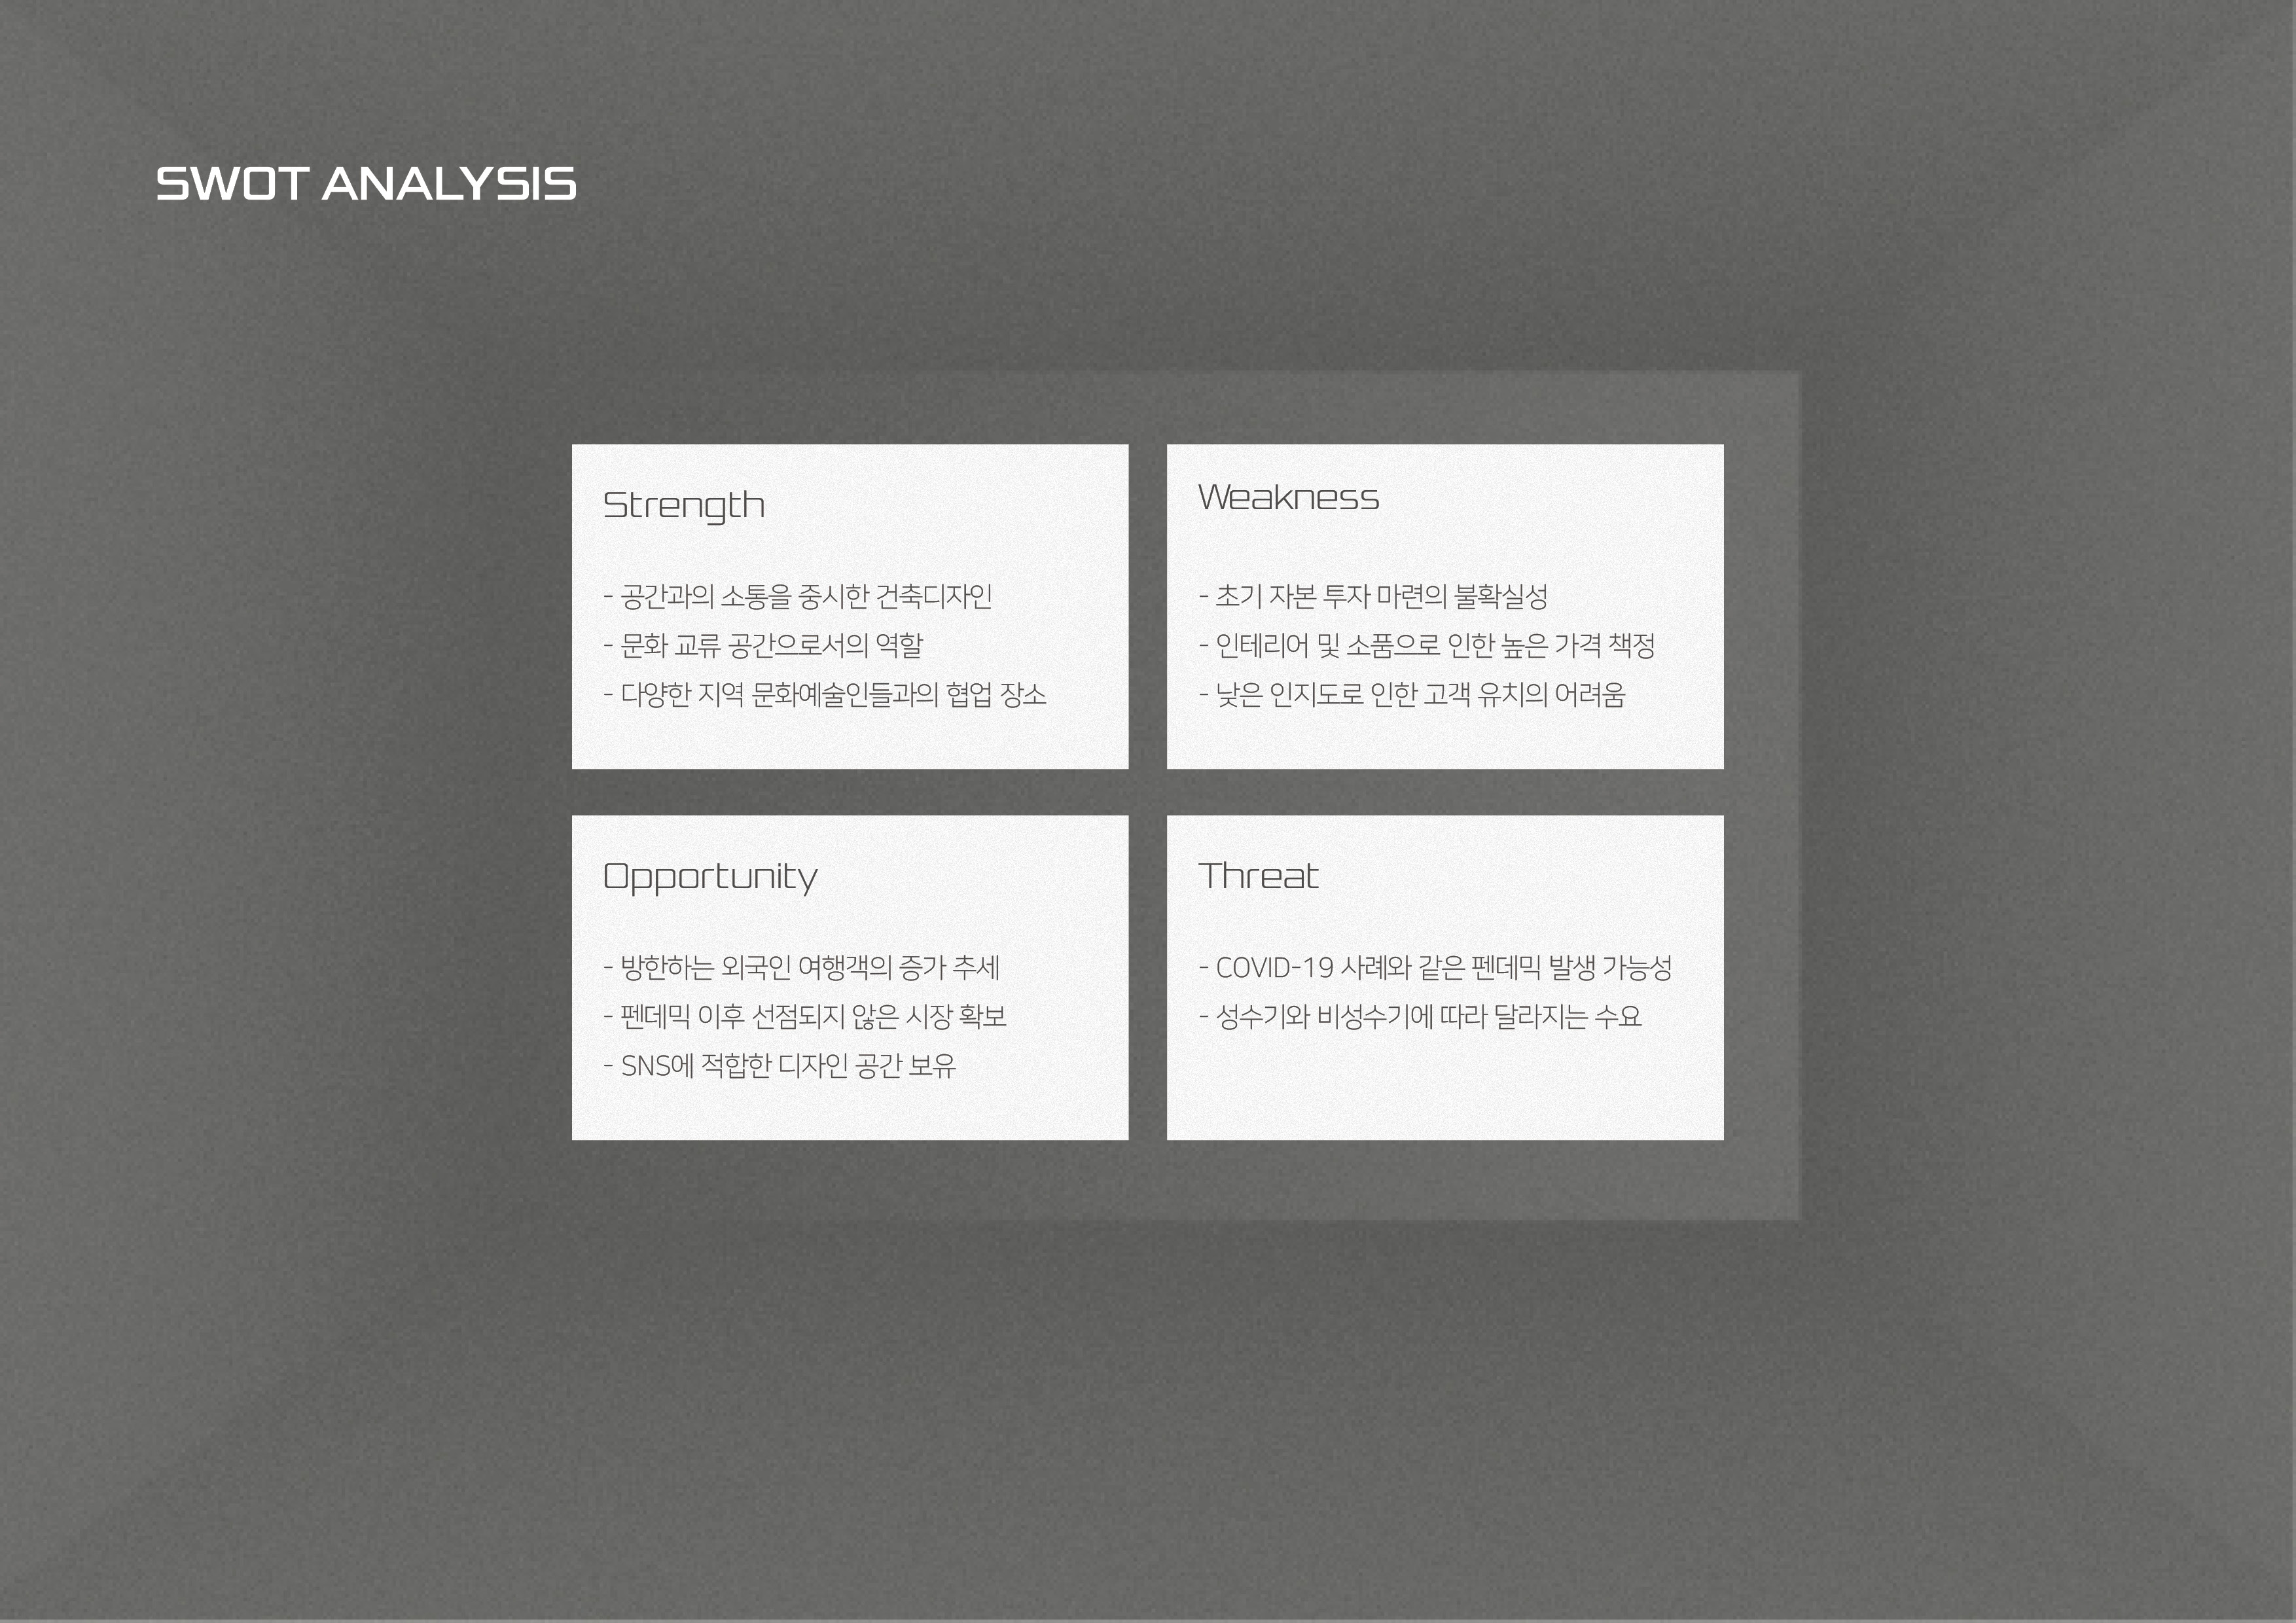 SWOT ANALYSIS
Strength
- 공간과의 소통을 중시한 건축디자인
- 문화 교류 공간으로서의 역할
- 다양한 지역 문화예술인들과의 협업 장소
Weakness
- 초기 자본 투자 마련의 불확실성
- 인테리어 및 소품으로 인한 높은 가격 책정
- 낮은 인지도로 인한 고객 유치의 어려움
Opportunity
- 방한하는 외국인 여행객의 증가 추세
- 펜데믹 이후 선점되지 않은 시장 확보
- SNS에 적합한 디자인 공간 보유
Threat
- COVID-19 사례와 같은 펜데믹 발생 가능성
- 성수기와 비성수기에 따라 달라지는 수요